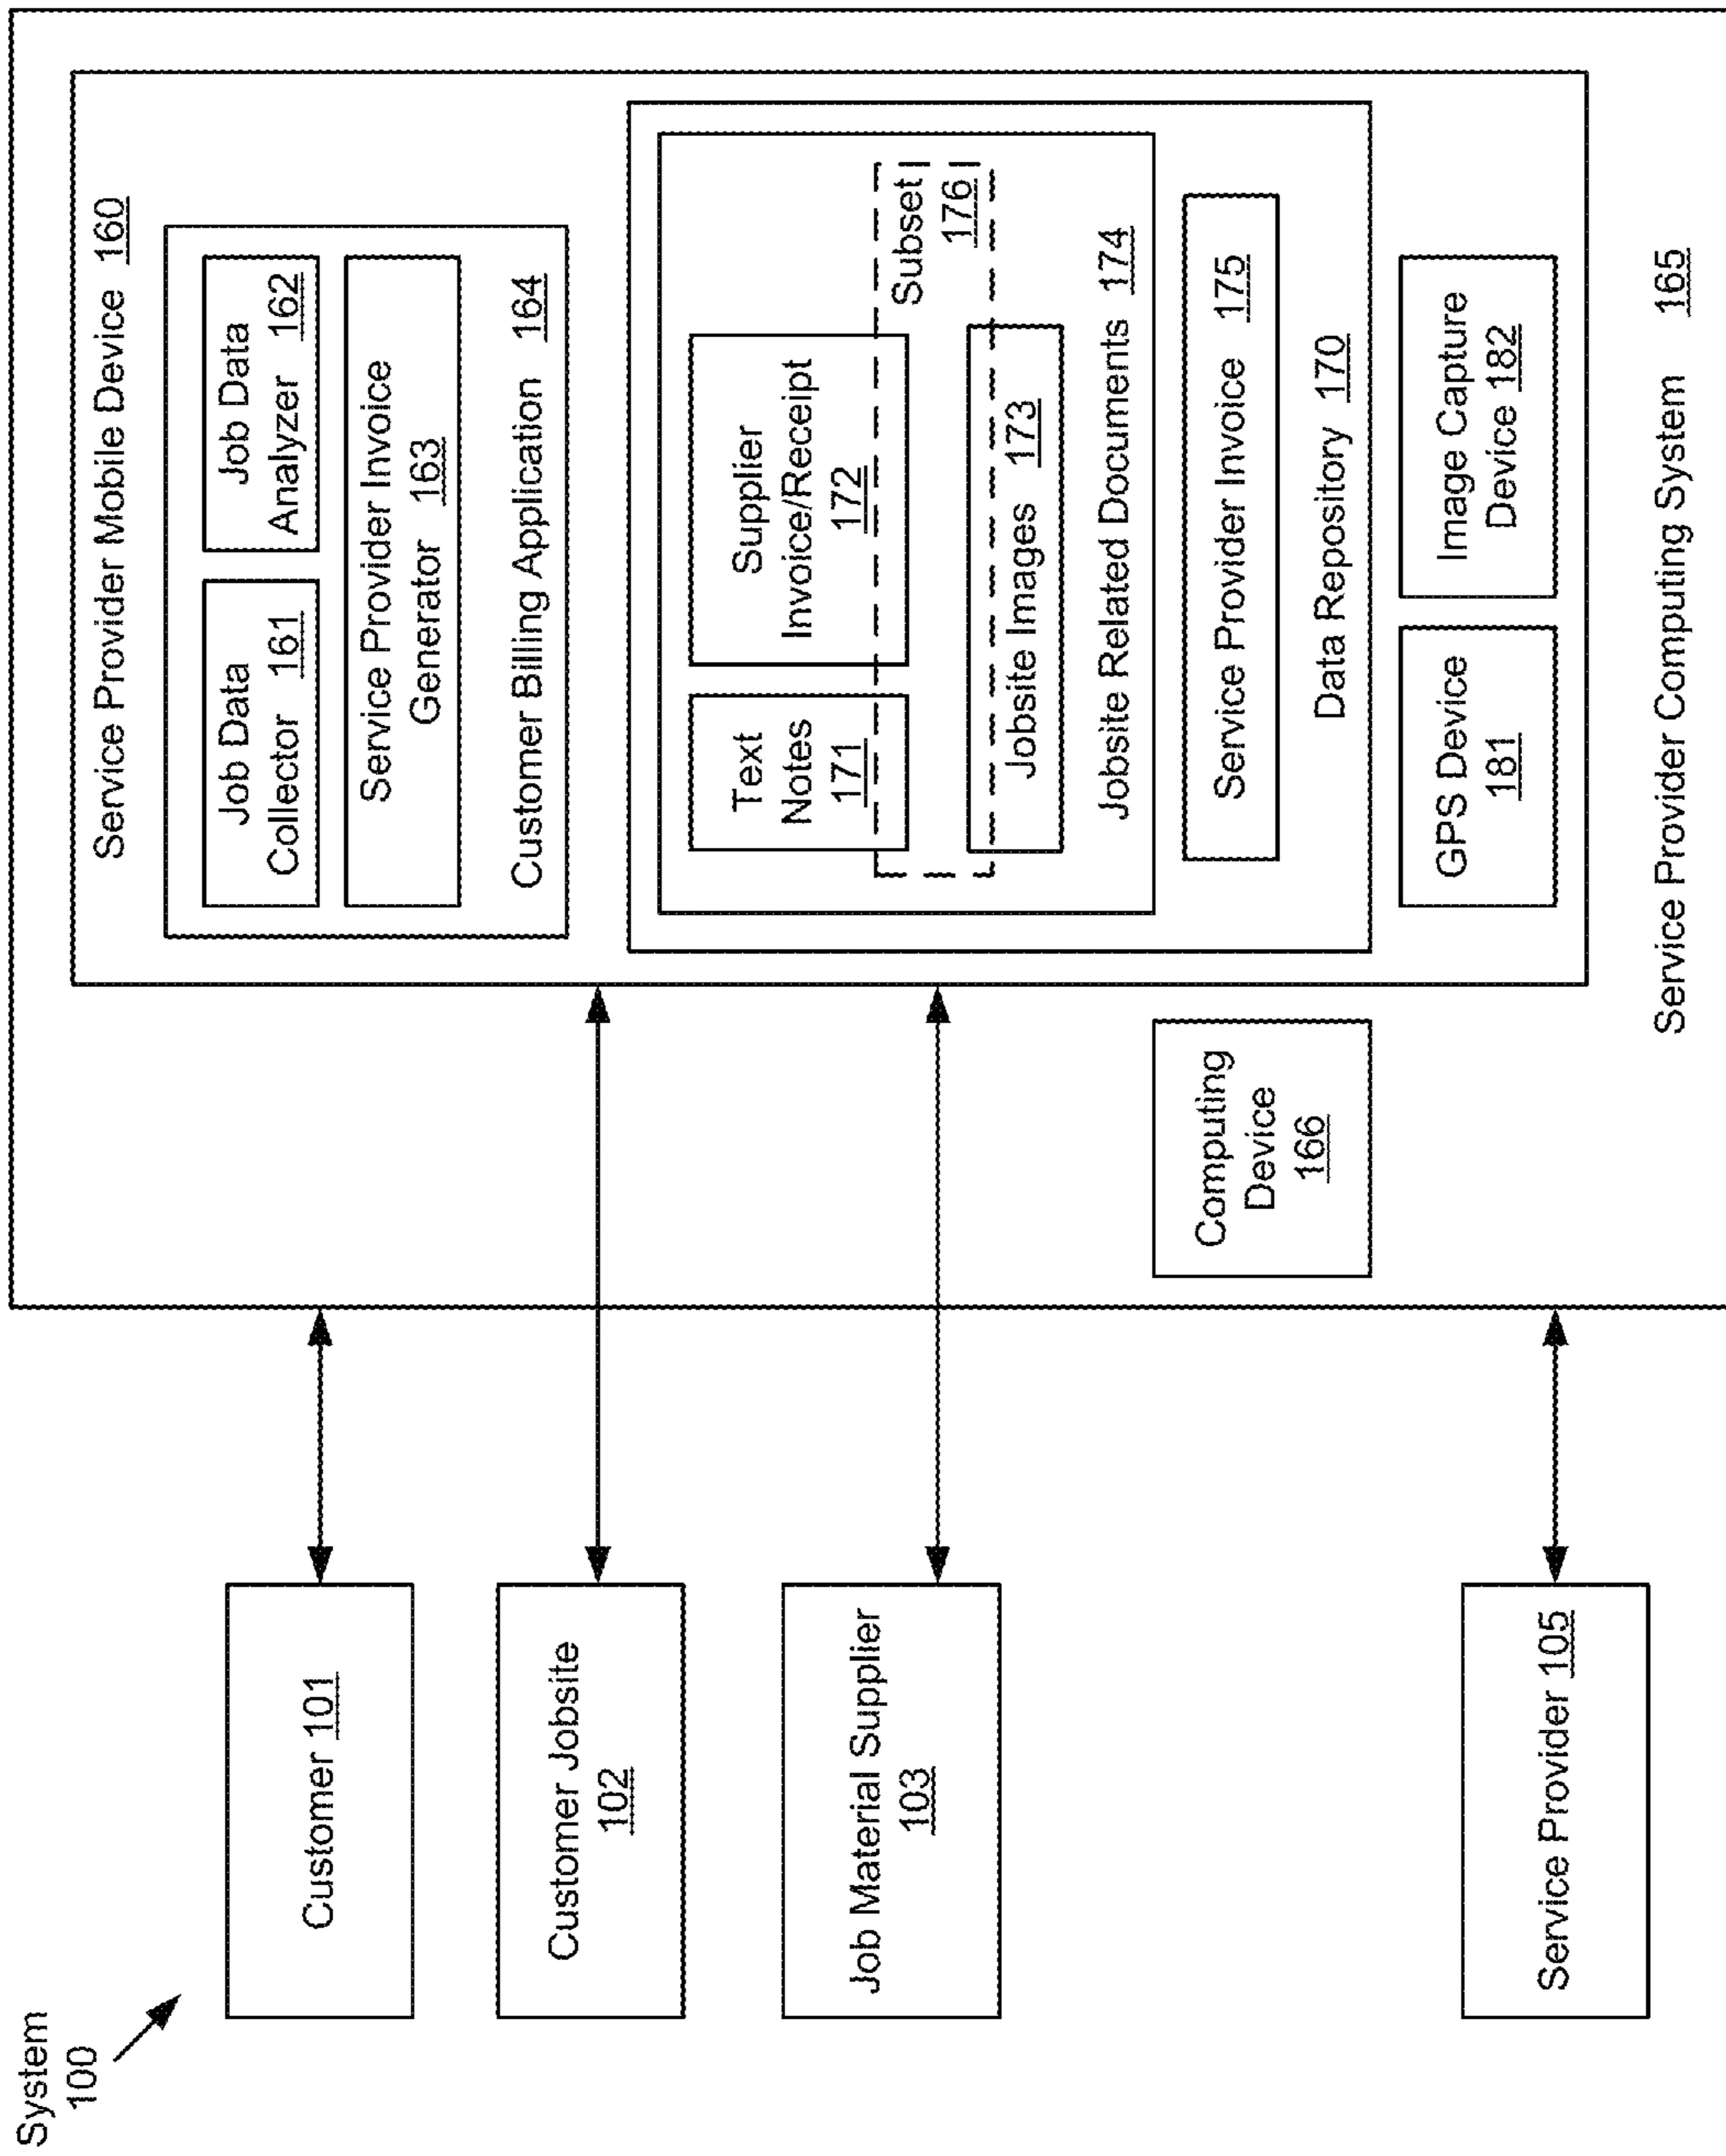 System
100
Customer 101
Customer Jobsite
102
Job Material Supplier
103
Service Provider 105
Service Provider Mobile Device 160
Job Data
Collector 161
Job Data
Analyzer 162
Service Provider Invoice
Generator 163
Customer Billing Application 164
Text
Notes
171
Supplier
Invoice/Receipt
172
Subset
176
Jobsite Images 173
Jobsite Related Documents 174
Service Provider Invoice 175
Data Repository 170
Computing
Device
166
GPS Device
181
Image Capture
Device 182
Service Provider Computing System 165